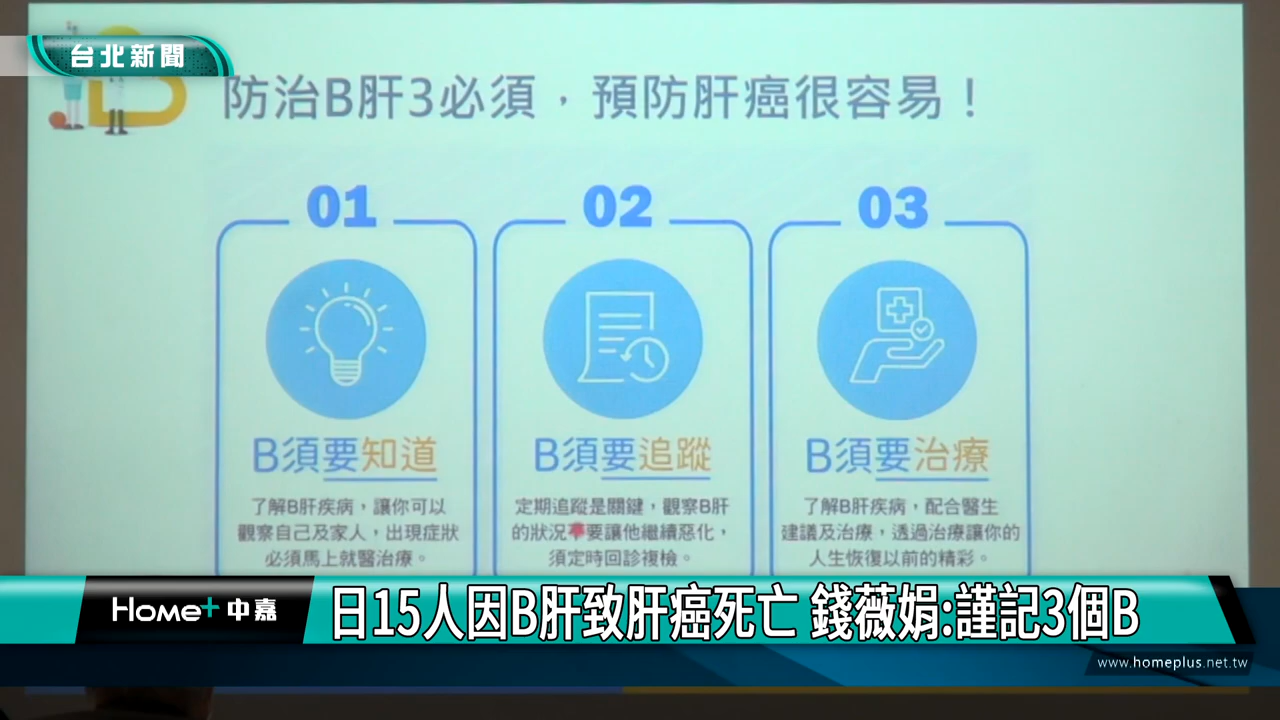 台北新聞
防治B肝3必須，預防肝癌很容易！
01
B須要知道
了解B肝疾病，讓你可以
觀察自己及家人，出現症狀
必須馬上就醫治療。
02
B須要追蹤
定期追蹤是關鍵，觀察B肝
的狀況不要讓他繼續惡化，
須定時回診複檢。
03
B須要治療
了解B肝疾病，配合醫生
建議及治療，透過治療讓你的
人生恢復以前的精彩。
Home+中嘉
日15人因B肝致肝癌死亡 錢薇娟:謹記3個B
www.homeplus.net.tw